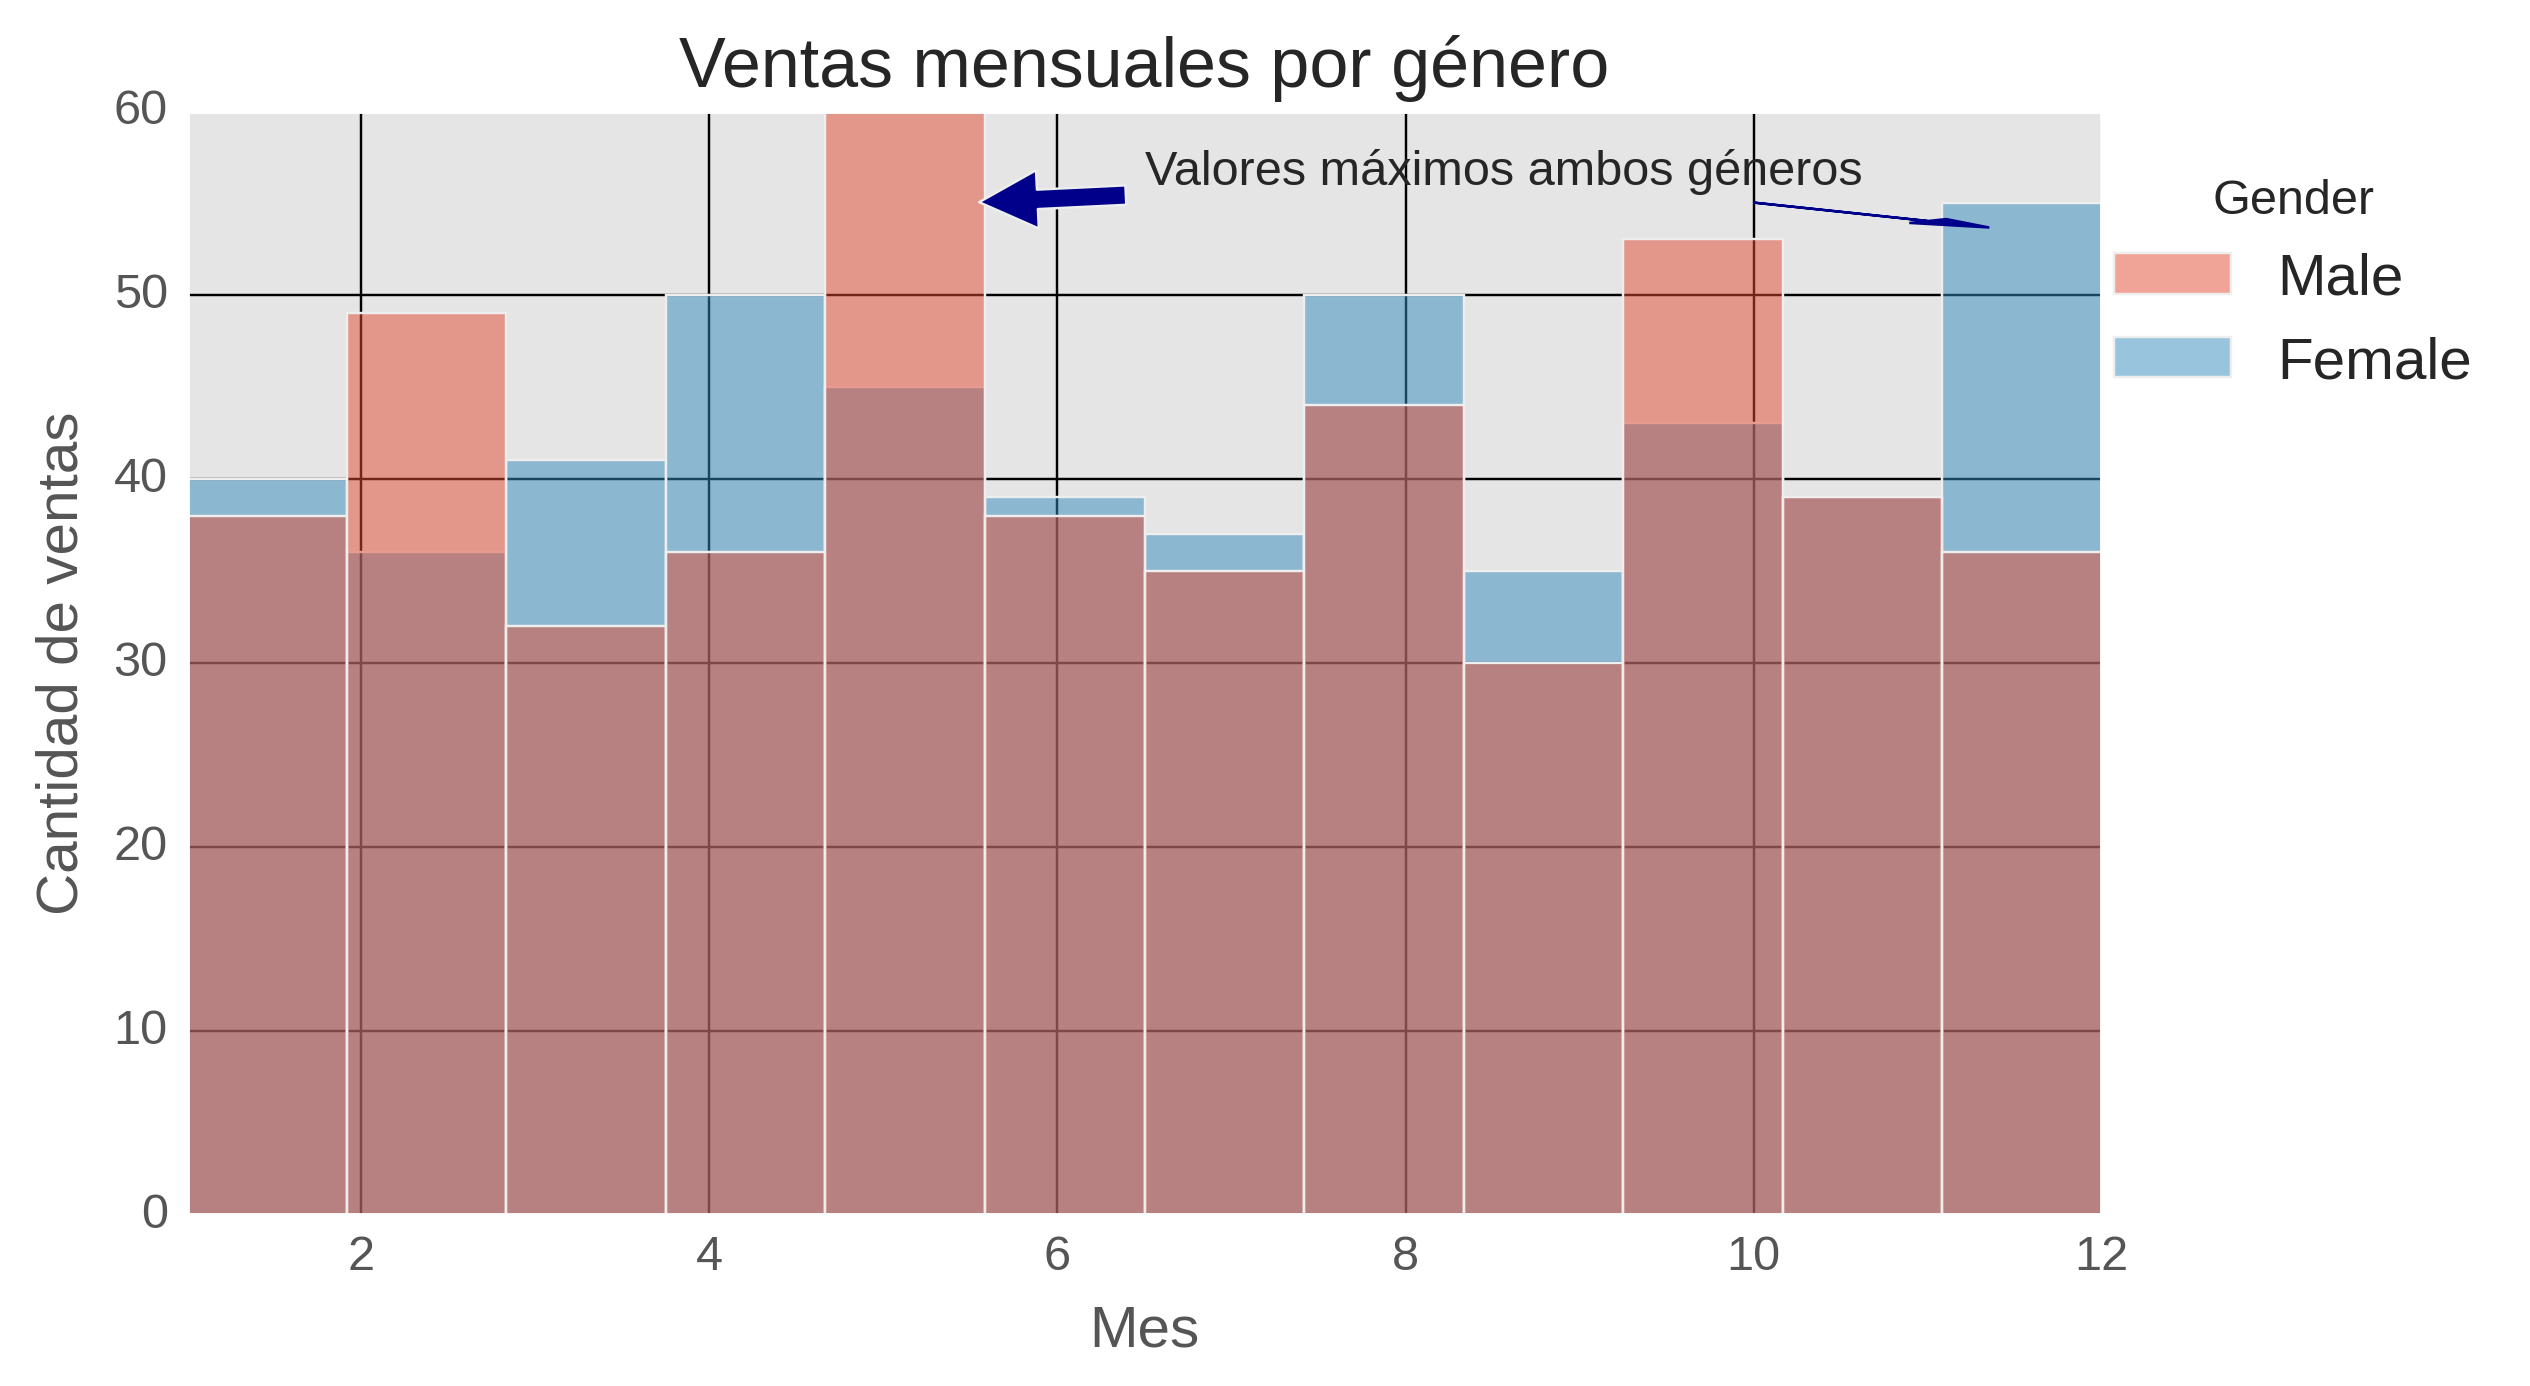 Ventas mensuales por género
60
50
40
30
20
10
0
Cantidad de ventas
Valores máximos ambos géneros
Gender
Male
Female
2 4 6 8 10 12
Mes